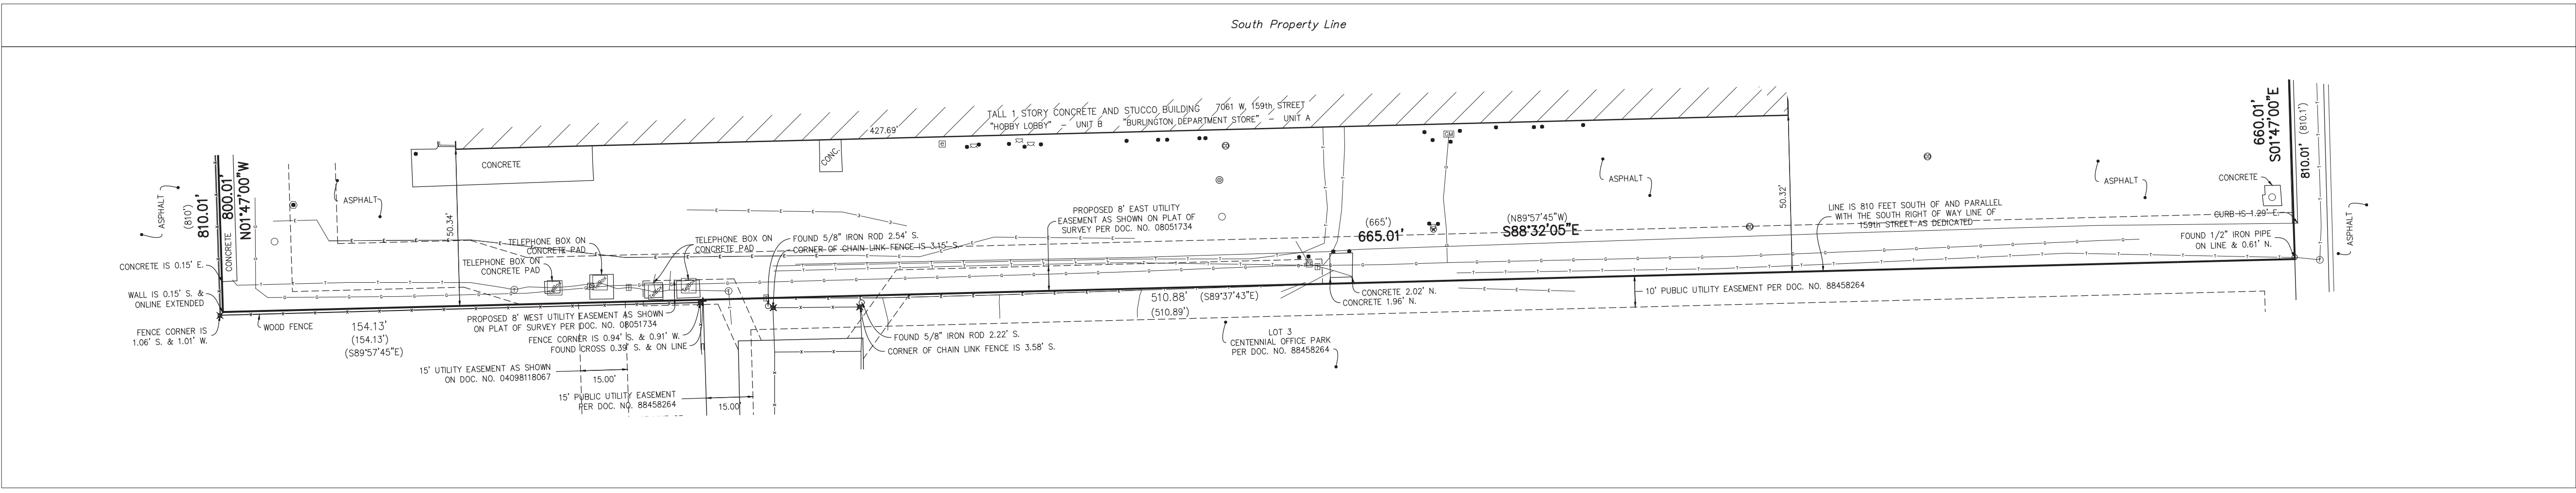 South Property Line
TALL 1 STORY CONCRETE AND STUCCO BUILDING 7061 W. 159th STREET
"HOBBY LOBBY" - UNIT B "BURLINGTON DEPARTMENT STORE" - UNIT A
427.69'
CONCRETE
CONC.
ASPHALT
(810')
810.01'
CONCRETE
800.01'
N01°47'00"W
ASPHALT
50.34'
CONCRETE IS 0.15' E.
WALL IS 0.15' S. &
ONLINE EXTENDED
FENCE CORNER IS
1.06' S. & 1.01' W.
WOOD FENCE
154.13'
(154.13')
(S89°57'45"E)
TELEPHONE BOX ON
CONCRETE PAD
TELEPHONE BOX ON
CONCRETE PAD
TELEPHONE BOX ON
CONCRETE PAD
FOUND 5/8" IRON ROD 2.54' S.
CORNER OF CHAIN LINK FENCE IS 3.15' S.
PROPOSED 8' WEST UTILITY EASEMENT AS SHOWN
ON PLAT OF SURVEY PER DOC. NO. 08051734
FENCE CORNER IS 0.94' S. & 0.91' W.
FOUND CROSS 0.39' S. & ON LINE
15' UTILITY EASEMENT AS SHOWN
ON DOC. NO. 04098118067
15.00'
15' PUBLIC UTILITY EASEMENT
PER DOC. NO. 88458264
15.00'
FOUND 5/8" IRON ROD 2.22' S.
CORNER OF CHAIN LINK FENCE IS 3.58' S.
PROPOSED 8' EAST UTILITY
EASEMENT AS SHOWN ON PLAT OF
SURVEY PER DOC. NO. 08051734
510.88' (S89°37'43"E)
(510.89')
LOT 3
CENTENNIAL OFFICE PARK
PER DOC. NO. 88458264
CONCRETE 2.02' N.
CONCRETE 1.96' N.
(665')
665.01'
(N89°57'45"W)
S88°32'05"E
GM
ASPHALT
50.32'
10' PUBLIC UTILITY EASEMENT PER DOC. NO. 88458264
LINE IS 810 FEET SOUTH OF AND PARALLEL
WITH THE SOUTH RIGHT OF WAY LINE OF
159th STREET AS DEDICATED
ASPHALT
CONCRETE
CURB IS 1.29' E.
FOUND 1/2" IRON PIPE
ON LINE & 0.61' N.
660.01'
S01°47'00"E
810.01'
(810.1')
ASPHALT